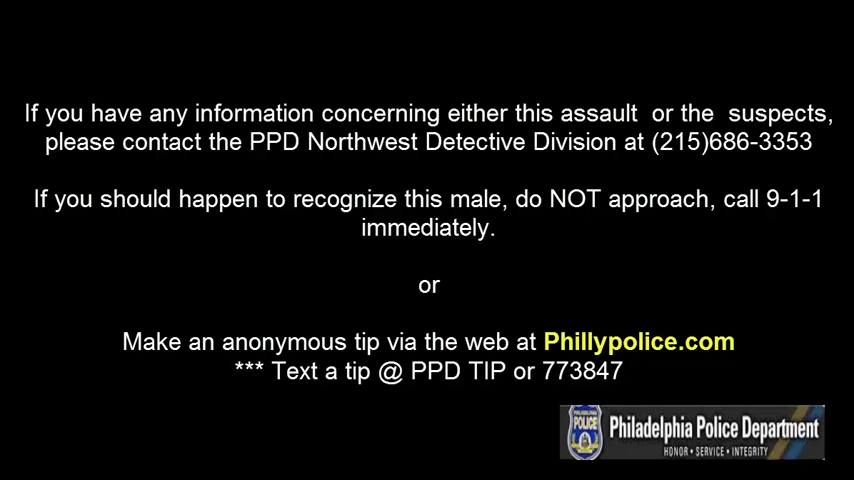 If you have any information concerning either this assault or the suspects,
please contact the PPD Northwest Detective Division at (215)686-3353
If you should happen to recognize this male, do NOT approach, call 9-1-1
immediately.
or
Make an anonymous tip via the web at Phillypolice.com
*** Text a tip @ PPD TIP or 773847
PHILADELPHIA
POLICE
Philadelphia Police Department
HONOR • SERVICE • INTEGRITY